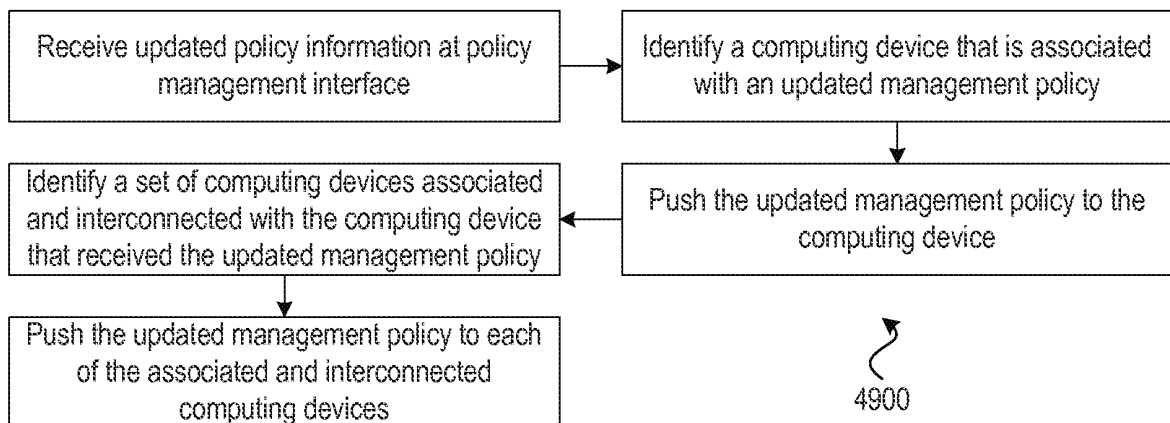 Receive updated policy information at policy
management interface
Identify a computing device that is associated
with an updated management policy
Push the updated management policy to the
computing device
Identify a set of computing devices associated
and interconnected with the computing device
that received the updated management policy
Push the updated management policy to each
of the associated and interconnected
computing devices
4900